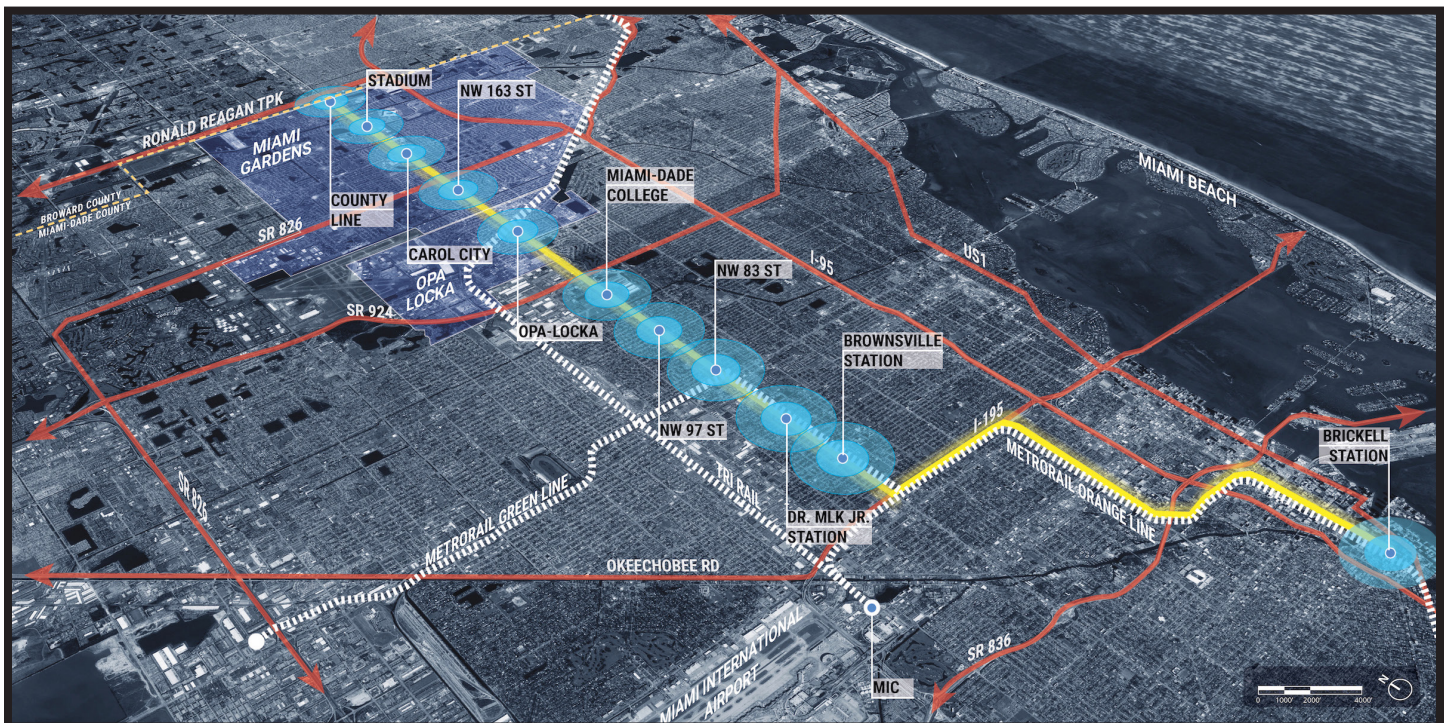 STADIUM
NW 163 ST
RONALD REAGAN TPK
MIAMI
GARDENS
MIAMI-DADE
COLLEGE
MIAMI BEACH
COUNTY
LINE
BROWARD COUNTY
MIAMI-DADE COUNTY
SR 826
CAROL CITY
I-95
US1
NW 83 ST
OPA
LOCKA
SR 924
OPA-LOCKA
BROWNSVILLE
STATION
NW 97 ST
I-195
BRICKELL
STATION
METRORAIL ORANGE LINE
TRI RAIL
SR 826
METRORAIL GREEN LINE
DR. MLK JR.
STATION
OKEECHOBEE RD
MIAMI INTERNATIONAL
AIRPORT
SR 836
MIC
N
0 1000' 2000' 4000'